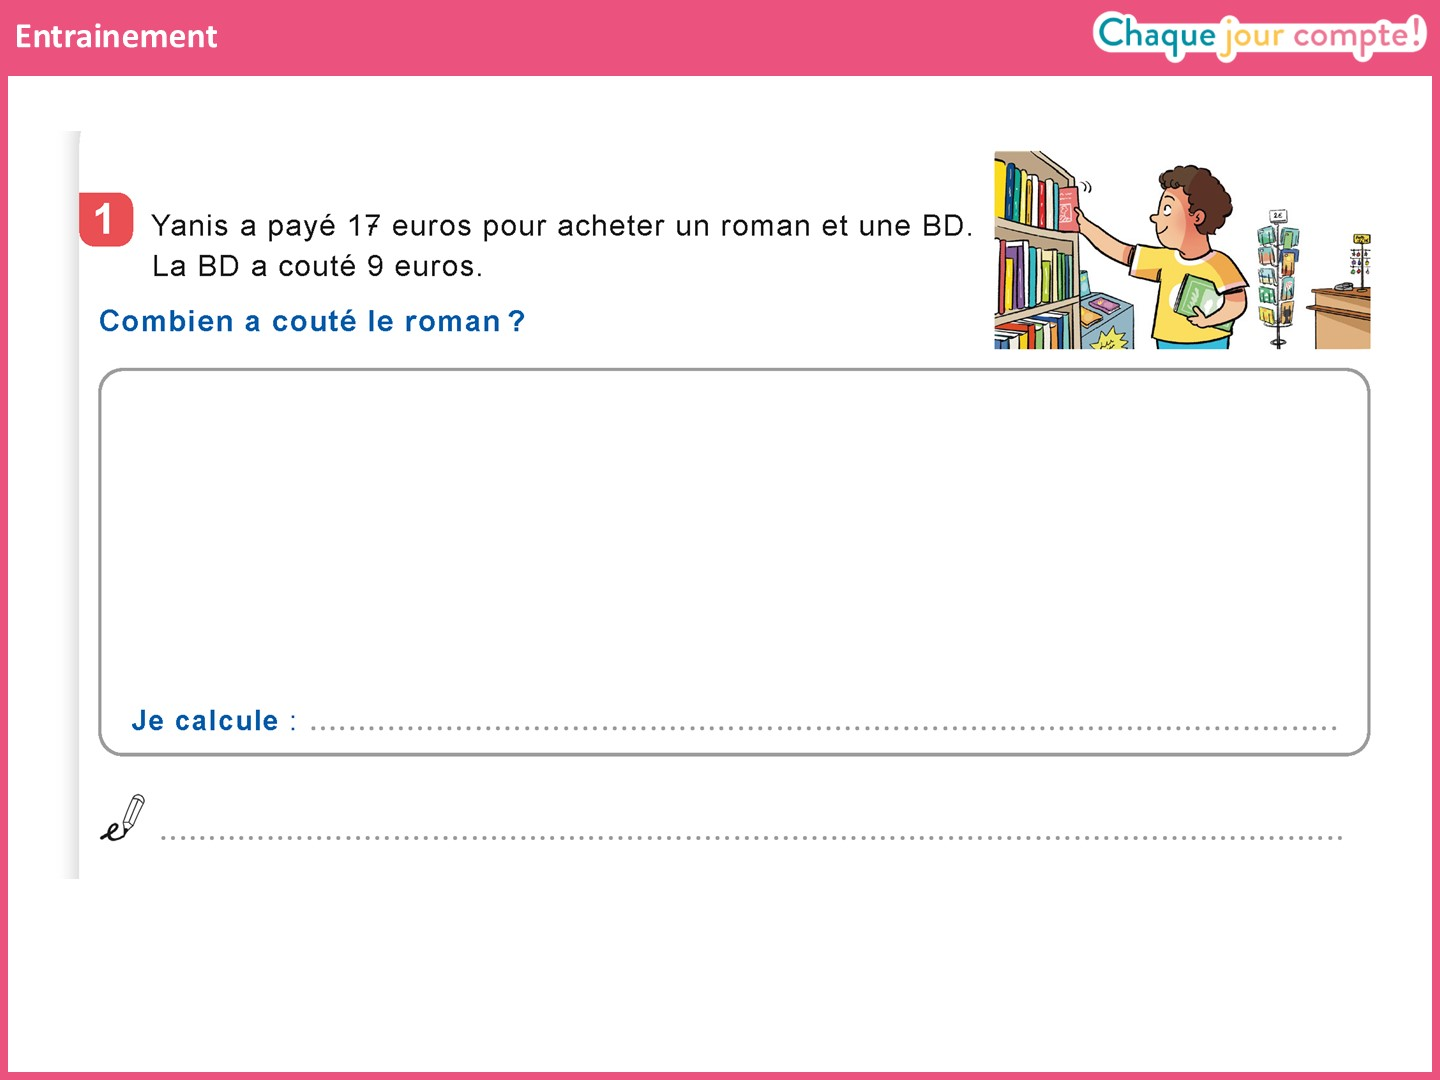 Entrainement
Chaque jour compte!
1
Yanis a payé 17 euros pour acheter un roman et une BD.
La BD a couté 9 euros.
Combien a couté le roman ?
2€
Je calcule : ........................................................................................................
........................................................................................................................